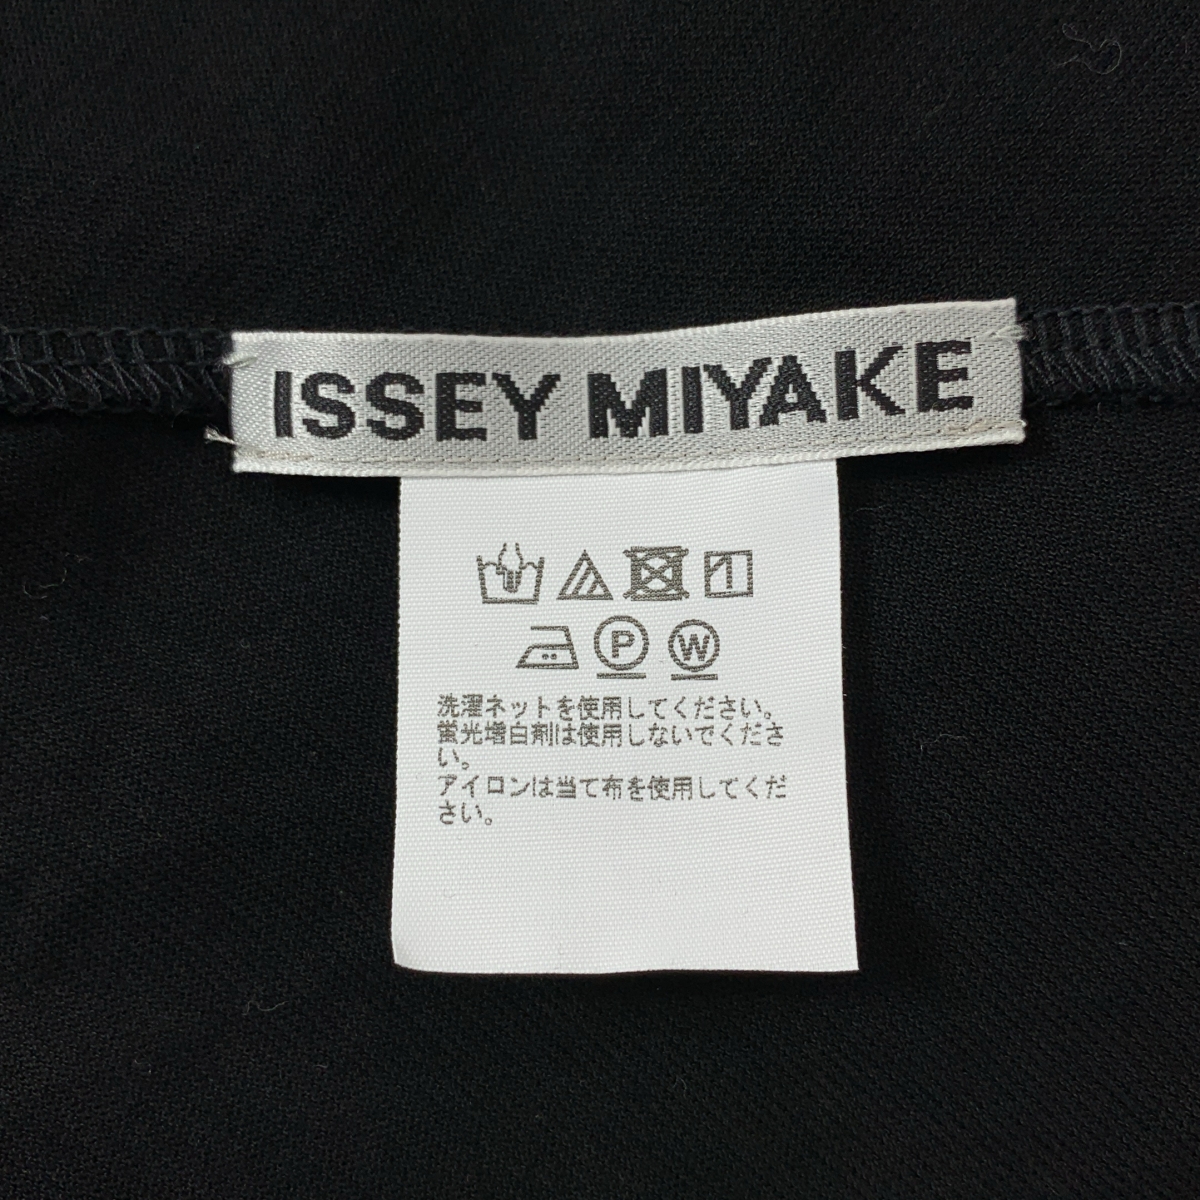 ISSEY MIYAKE
P W
洗濯ネットを使用してください。
蛍光増白剤は使用しないでくださ
い。
アイロンは当て布を使用してくだ
さい。